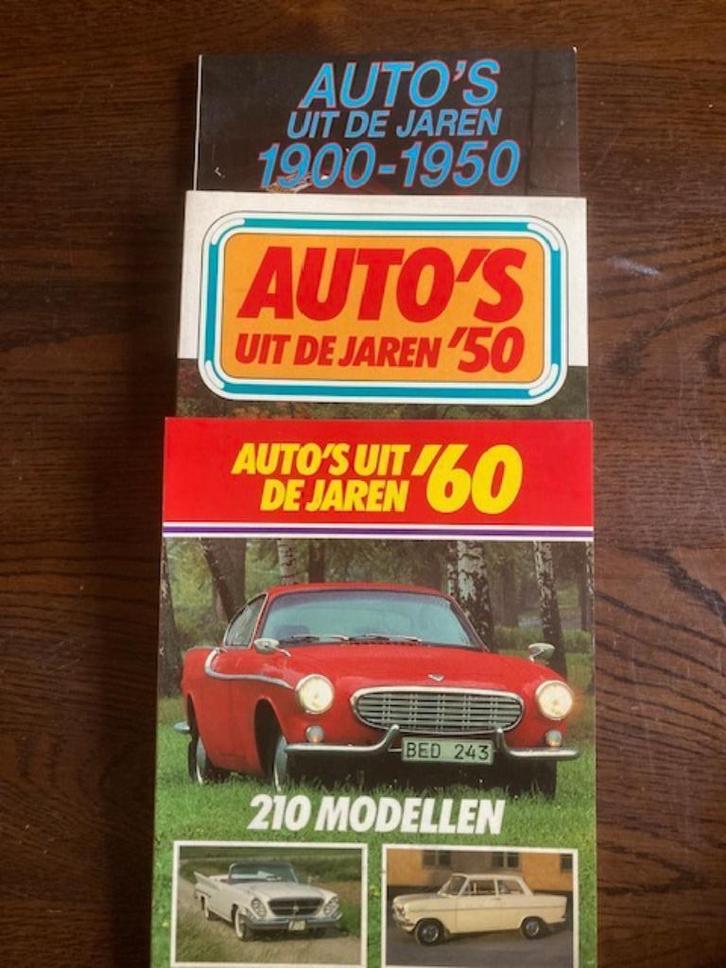 AUTO'S
UIT DE JAREN
1900-1950
AUTO'S
UIT DE JAREN '50
AUTO'S UIT '60
DE JAREN
BED 243
210 MODELLEN